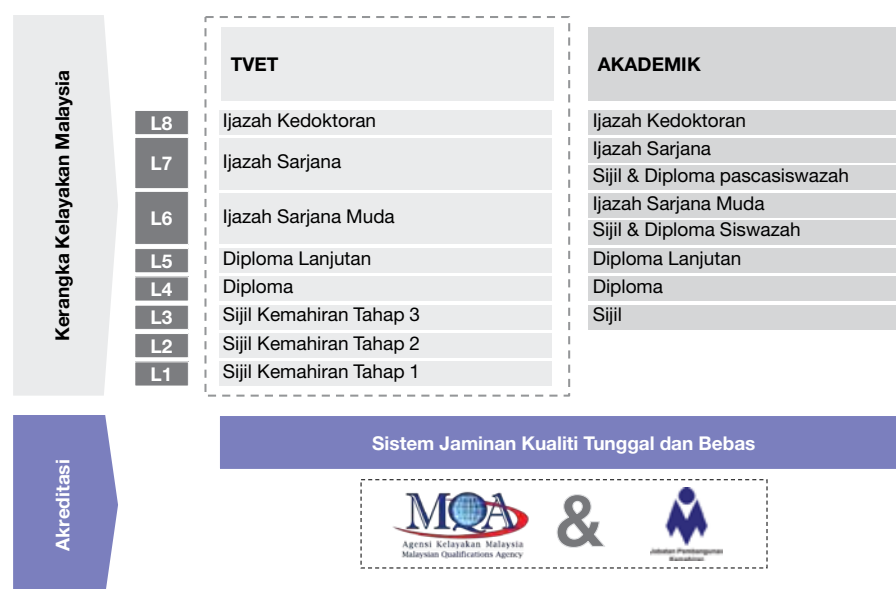 Kerangka Kelayakan Malaysia
TVET
AKADEMIK
L8
Ijazah Kedoktoran
Ijazah Kedoktoran
L7
Ijazah Sarjana
Ijazah Sarjana
Sijil & Diploma pascasiswazah
L6
Ijazah Sarjana Muda
Ijazah Sarjana Muda
Sijil & Diploma Siswazah
L5
Diploma Lanjutan
Diploma Lanjutan
L4
Diploma
Diploma
L3
Sijil Kemahiran Tahap 3
Sijil
L2
Sijil Kemahiran Tahap 2
L1
Sijil Kemahiran Tahap 1
Akreditasi
Sistem Jaminan Kualiti Tunggal dan Bebas
MQA
Agensi Kelayakan Malaysia
Malaysian Qualifications Agency
&
Jabatan Pembangunan
Kemahiran